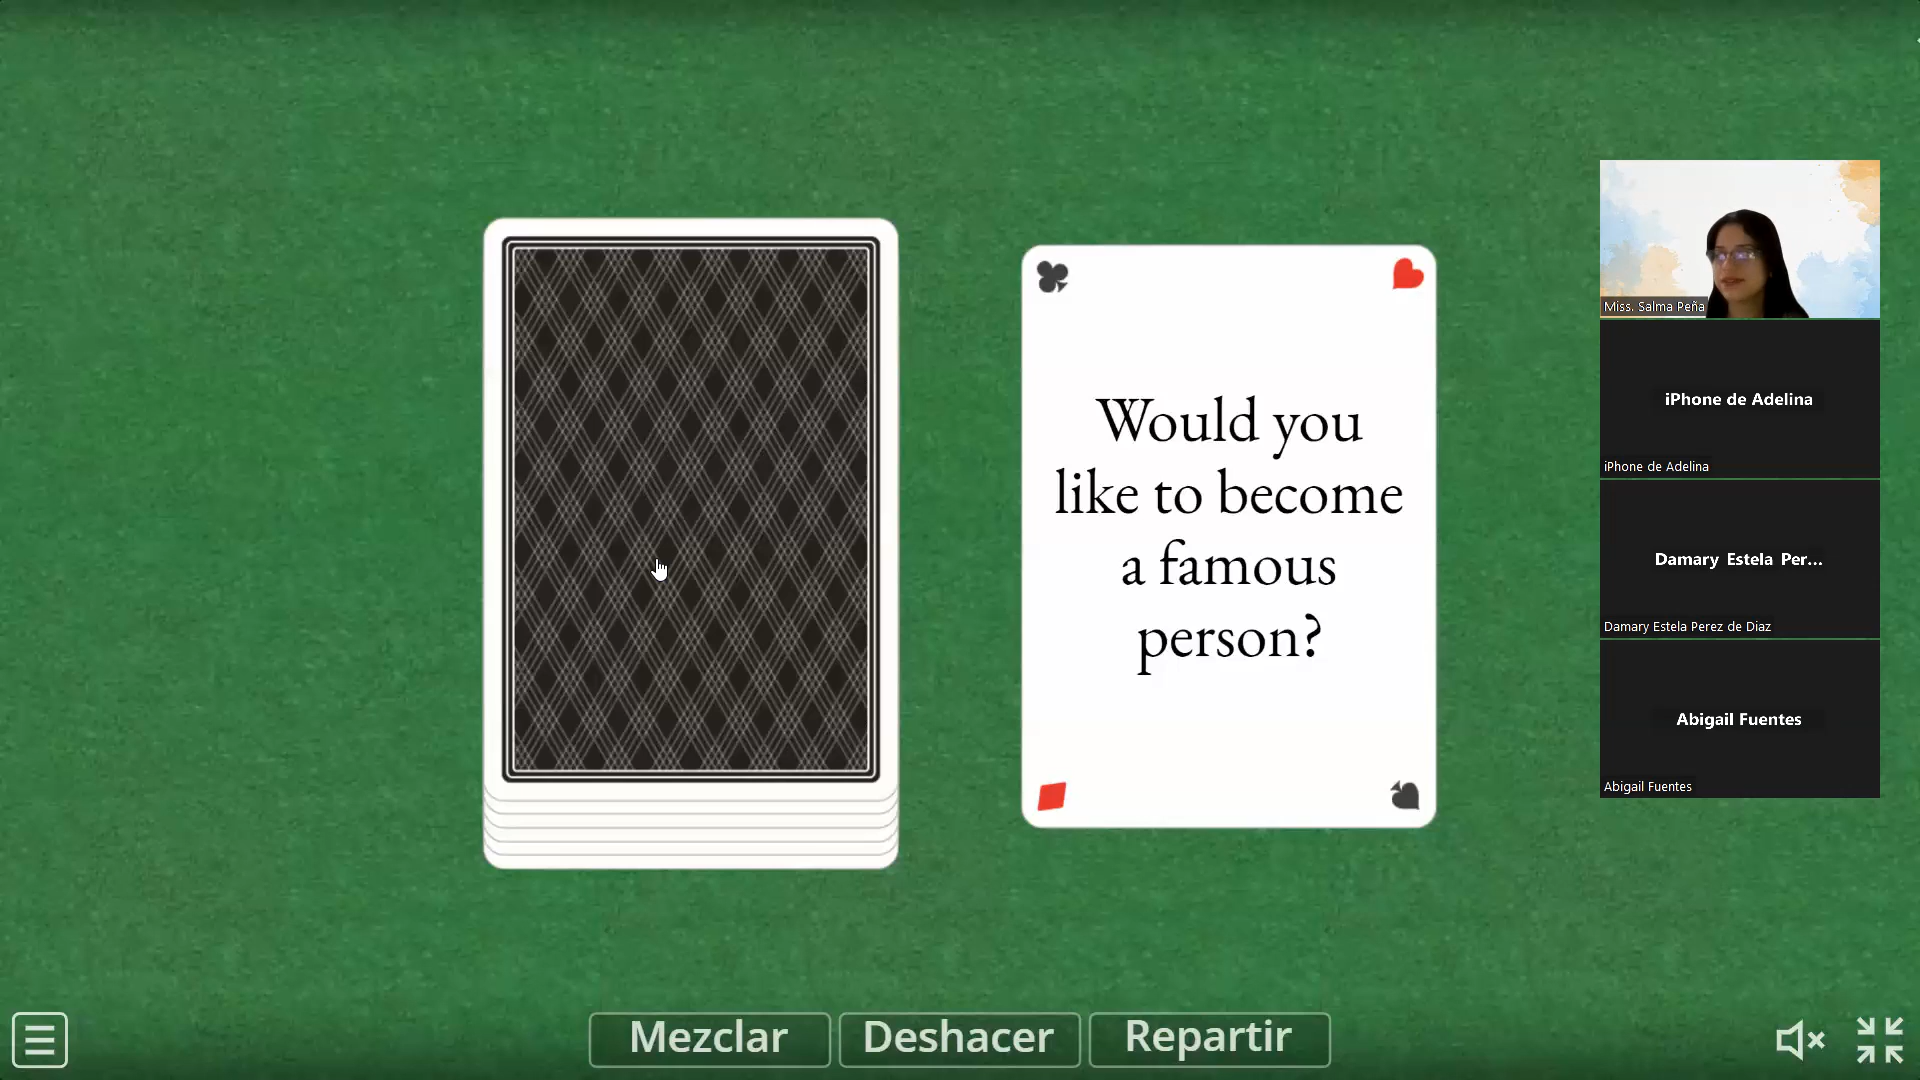 Would you
like to become
a famous
person?
Miss. Salma Peña
iPhone de Adelina
iPhone de Adelina
Damary Estela Per...
Damary Estela Perez de Diaz
Abigail Fuentes
Abigail Fuentes
Mezclar
Deshacer
Repartir